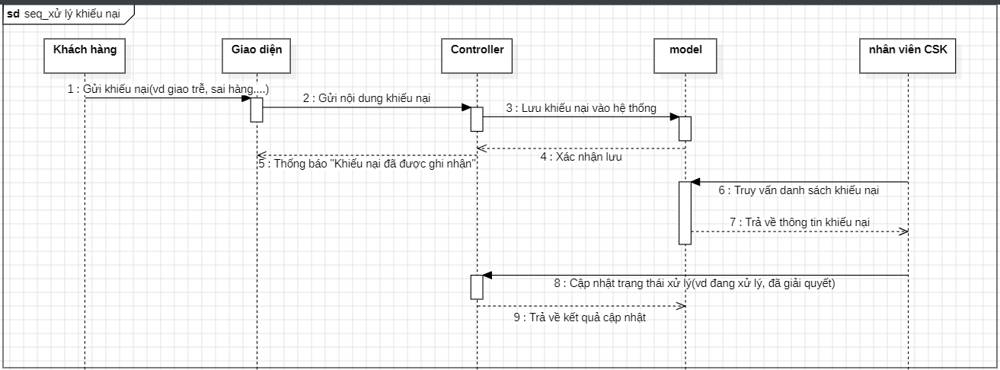 sd seq_xử lý khiếu nại
Khách hàng
Giao diện
Controller
model
nhân viên CSK
1 : Gửi khiếu nại(vd giao trễ, sai hàng....)
2 : Gửi nội dung khiếu nại
3 : Lưu khiếu nại vào hệ thống
4 : Xác nhận lưu
5 : Thống báo "Khiếu nại đã được ghi nhận"
6 : Truy vấn danh sách khiếu nại
7 : Trả về thông tin khiếu nại
8 : Cập nhật trạng thái xử lý(vd đang xử lý, đã giải quyết)
9 : Trả về kết quả cập nhật